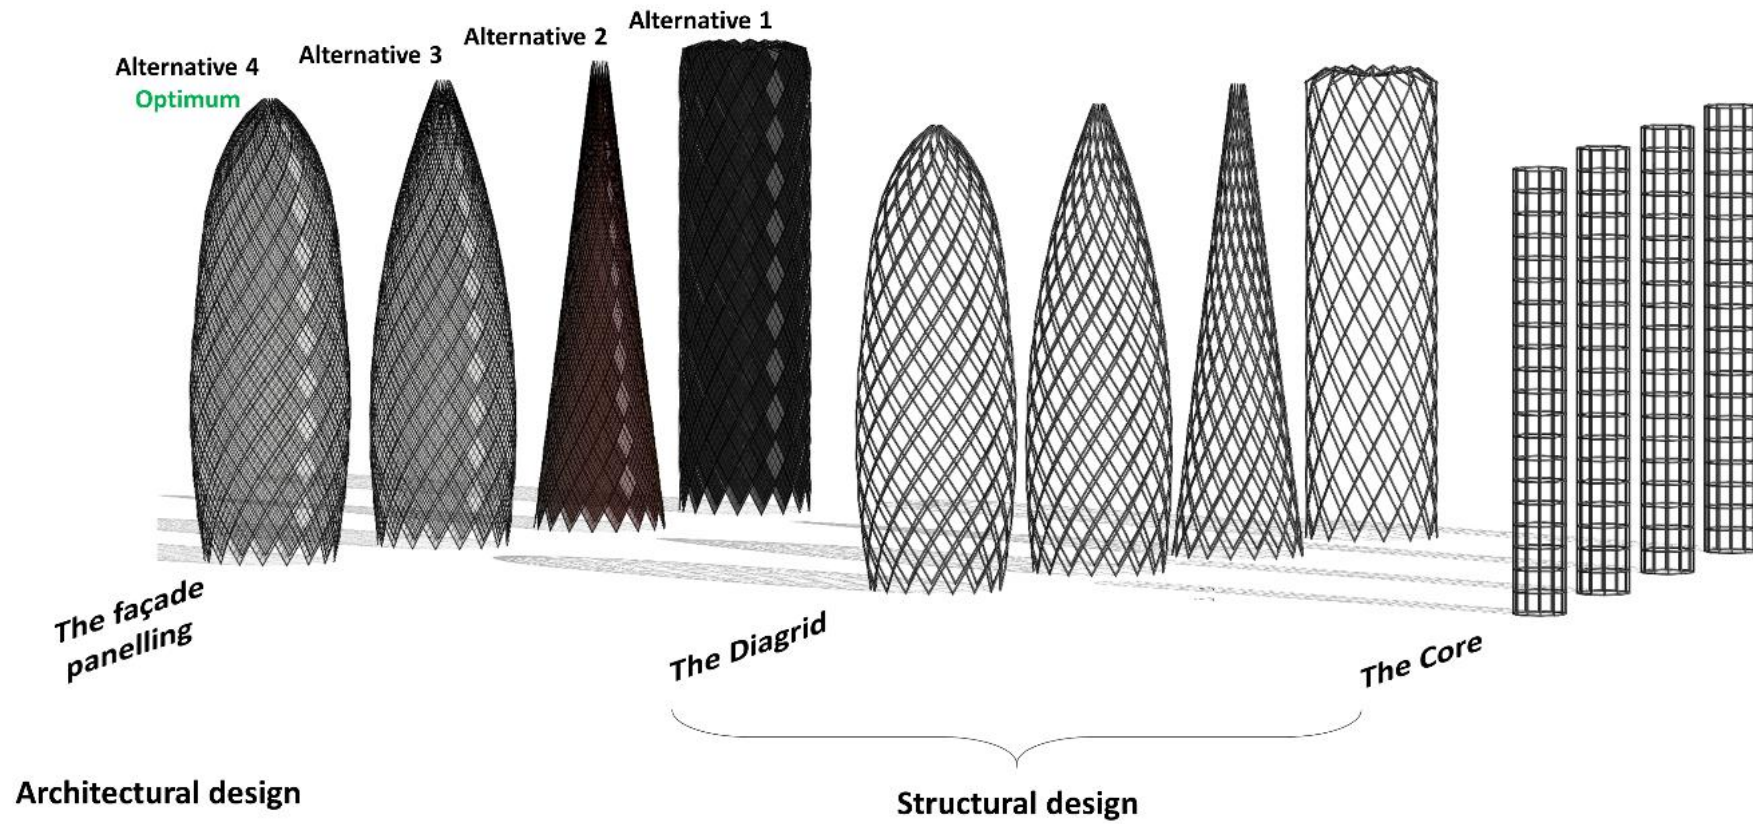 Alternative 1
Alternative 2
Alternative 3
Alternative 4
Optimum
The façade
panelling
The Diagrid
The Core
Architectural design
Structural design